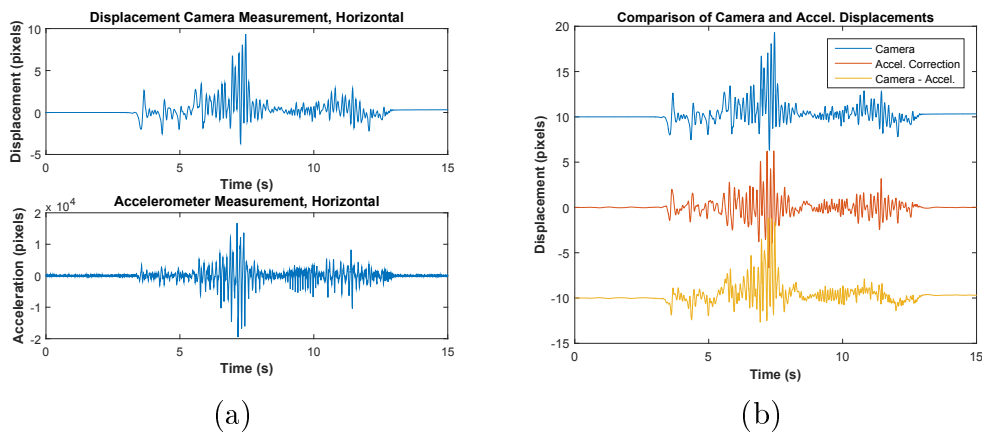 Displacement Camera Measurement, Horizontal
10
5
0
-5
Displacement (pixels)
0 5 10 15
Time (s)
Accelerometer Measurement, Horizontal
× 10^4
2
1
0
-1
-2
Acceleration (pixels)
0 5 10 15
Time (s)
(a)
Comparison of Camera and Accel. Displacements
20
15
10
5
0
-5
-10
-15
Displacement (pixels)
Camera
Accel. Correction
Camera - Accel.
0 5 10 15
Time (s)
(b)